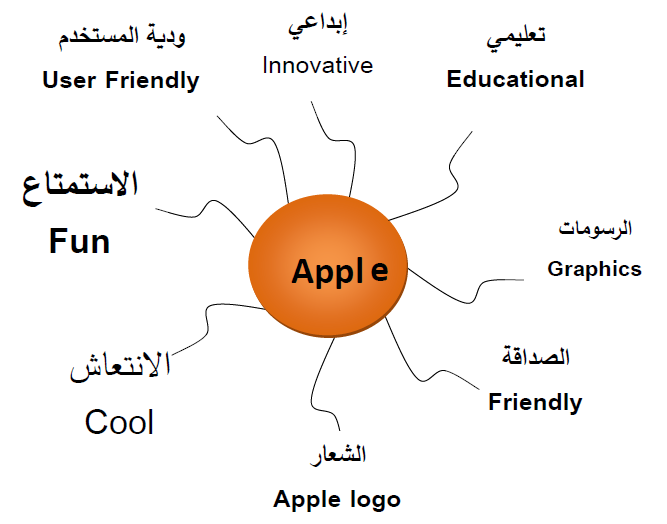 ودية المستخدم
User Friendly
إبداعي
Innovative
تعليمي
Educational
الاستمتاع
Fun
Apple
الرسومات
Graphics
الانتعاش
Cool
الصداقة
Friendly
الشعار
Apple logo